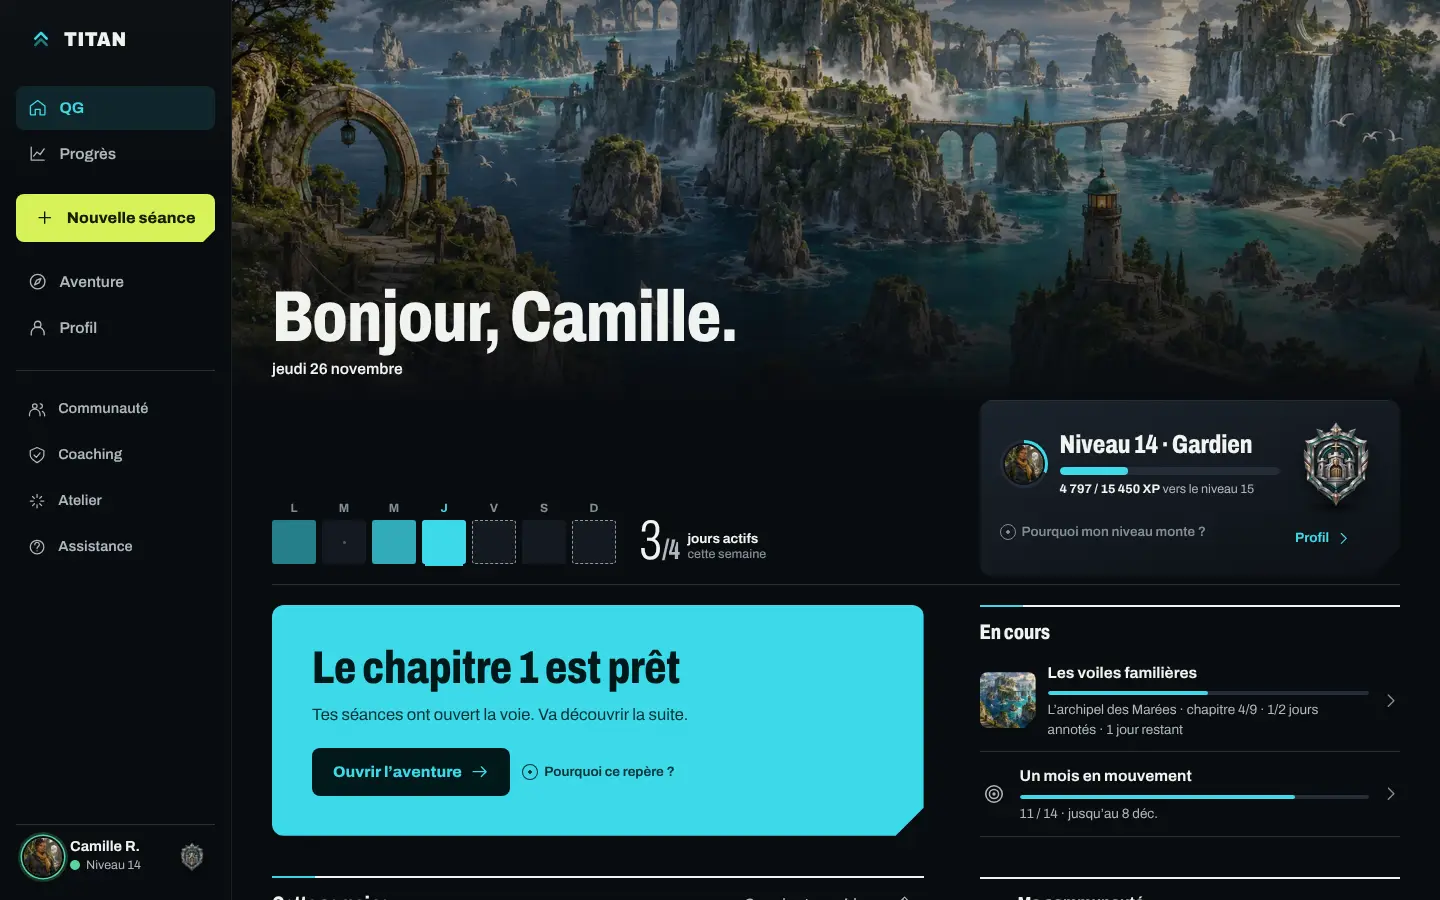 TITAN
QG
Progrès
Nouvelle séance
Aventure
Profil
Communauté
Coaching
Atelier
Assistance
Camille R.
Niveau 14
Bonjour, Camille.
jeudi 26 novembre
L M M J V S D
3/4 jours actifs
cette semaine
Niveau 14 · Gardien
4 797 / 15 450 XP vers le niveau 15
Pourquoi mon niveau monte ?
Profil
Le chapitre 1 est prêt
Tes séances ont ouvert la voie. Va découvrir la suite.
Ouvrir l’aventure
Pourquoi ce repère ?
En cours
Les voiles familières
L’archipel des Marées · chapitre 4/9 · 1/2 jours
annotés · 1 jour restant
Un mois en mouvement
11 / 14 · jusqu’au 8 déc.